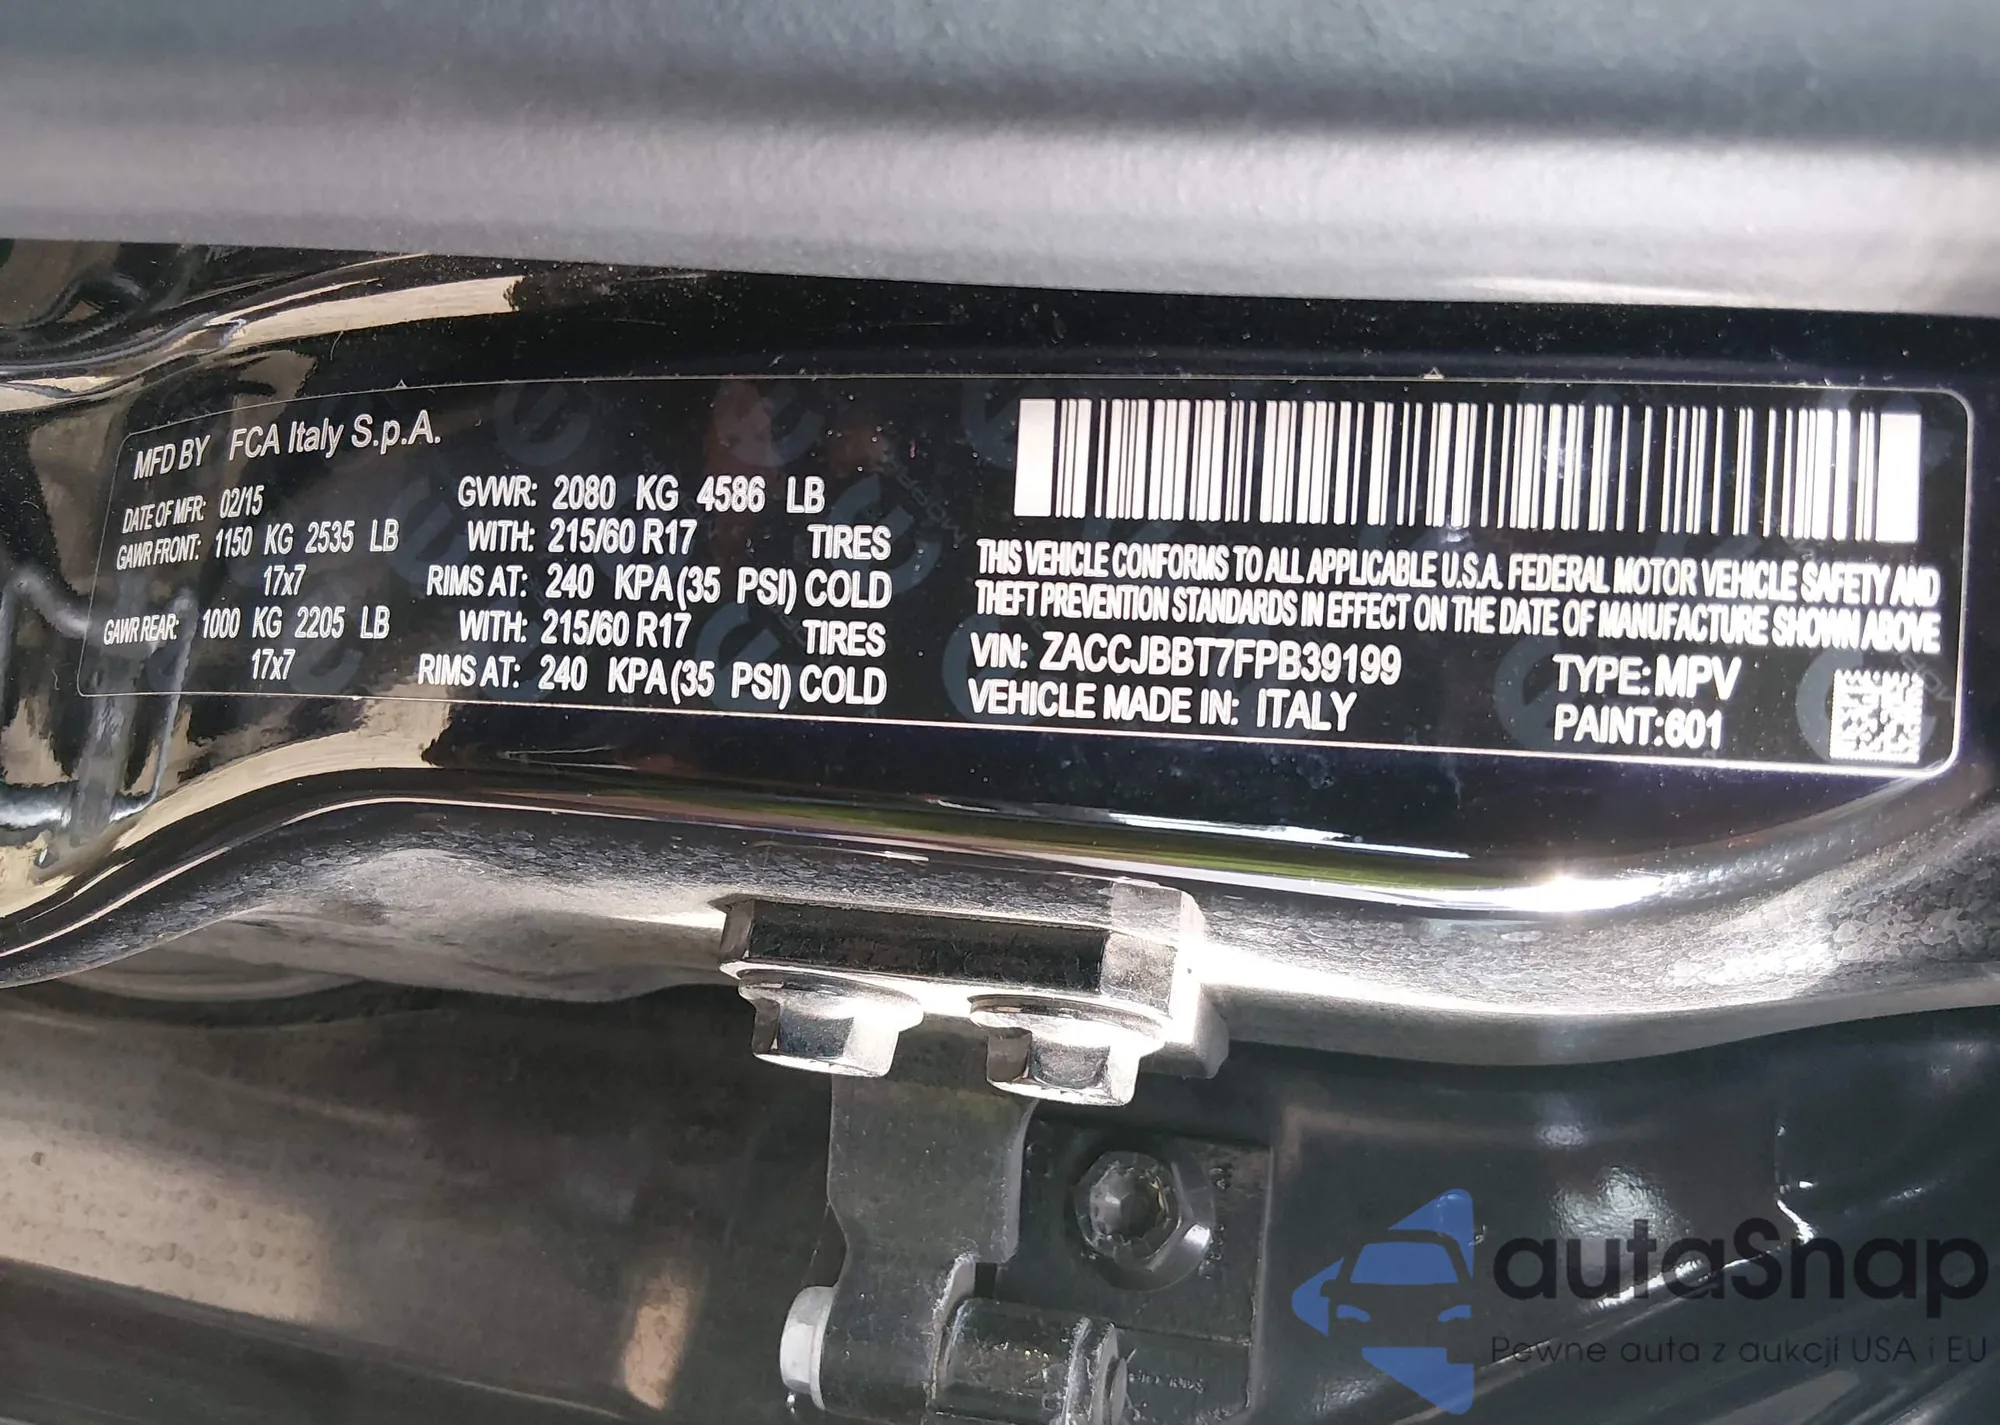 MFD BY FCA Italy S.p.A.
DATE OF MFR: 02/15 GVWR: 2080 KG 4586 LB
GAWR FRONT: 1150 KG 2535 LB WITH: 215/60 R17 TIRES
17x7 RIMS AT: 240 KPA(35 PSI) COLD
GAWR REAR: 1000 KG 2205 LB WITH: 215/60 R17 TIRES
17x7 RIMS AT: 240 KPA(35 PSI) COLD
THIS VEHICLE CONFORMS TO ALL APPLICABLE U.S.A. FEDERAL MOTOR VEHICLE SAFETY AND
THEFT PREVENTION STANDARDS IN EFFECT ON THE DATE OF MANUFACTURE SHOWN ABOVE
VIN: ZACCJBBT7FPB39199 TYPE: MPV
VEHICLE MADE IN: ITALY PAINT:601
autaSnap
Pewne auta z aukcji USA i EU